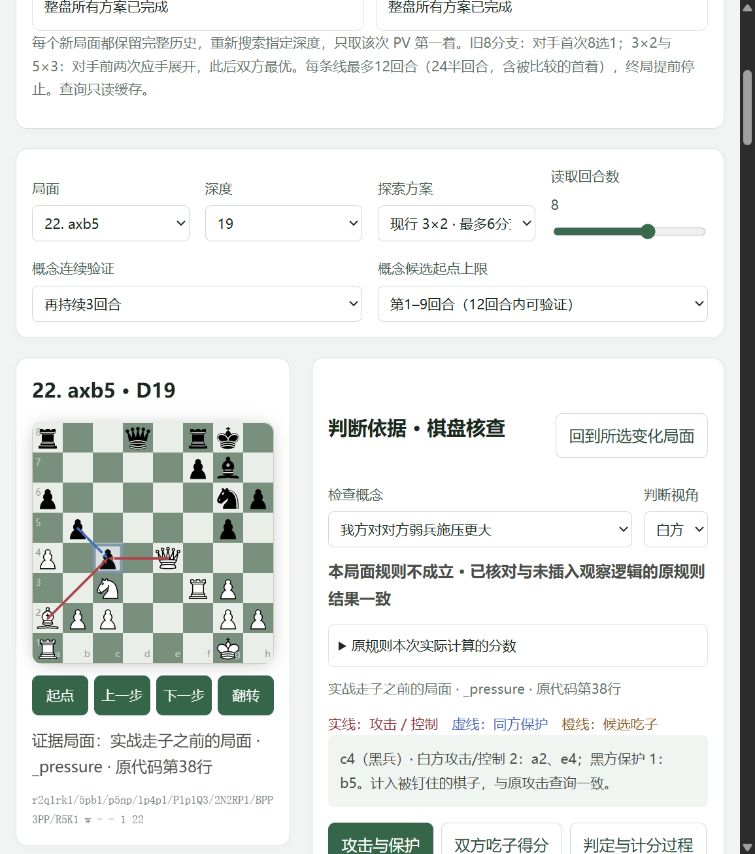 整盘所有方案已完成
整盘所有方案已完成
每个新局面都保留完整历史，重新搜索指定深度，只取该次 PV 第一着。旧8分支：对手首次8选1；3×2与
5×3：对手前两次应手展开，此后双方最优。每条线最多12回合（24半回合，含被比较的首着），终局提前停
止。查询只读缓存。
局面
深度
探索方案
读取回合数
22. axb5
19
现行 3×2 · 最多6分
8
概念连续验证
概念候选起点上限
再持续3回合
第1–9回合（12回合内可验证）
22. axb5 • D19
8
7
6
5
4
3
2
1
a
b
c
d
e
f
g
h
起点
上一步
下一步
翻转
证据局面：实战走子之前的局面 ·
_pressure · 原代码第38行
r2q1rk1/5pb1/p5np/1p4p1/P1p1Q3/2N2RP1/BPP
3PP/R5K1 w - - 1 22
判断依据 • 棋盘核查
回到所选变化局面
检查概念
判断视角
我方对对方弱兵施压更大
白方
本局面规则不成立 • 已核对与未插入观察逻辑的原规则
结果一致
▶ 原规则本次实际计算的分数
实战走子之前的局面 · _pressure · 原代码第38行
实线：攻击 / 控制 虚线：同方保护 橙线：候选吃子
c4（黑兵）· 白方攻击/控制 2：a2、e4；黑方保护 1：
b5。计入被钉住的棋子，与原攻击查询一致。
攻击与保护
双方吃子得分
判定与计分过程